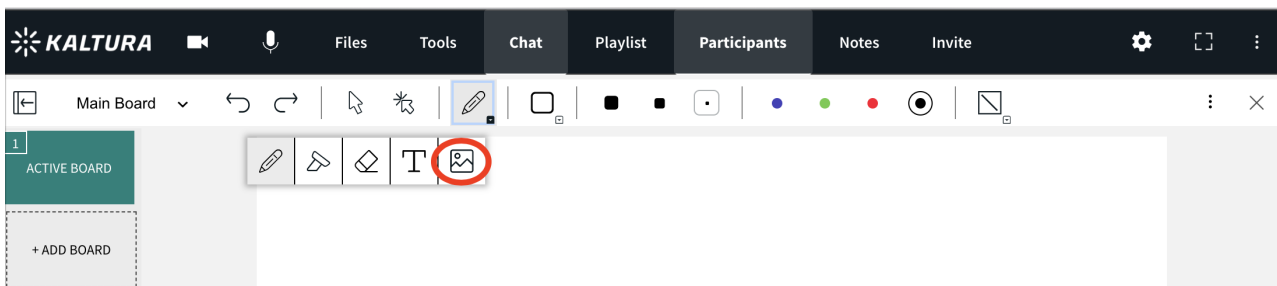 KALTURA Files Tools Chat Playlist Participants Notes Invite
Main Board
1
ACTIVE BOARD
+ ADD BOARD